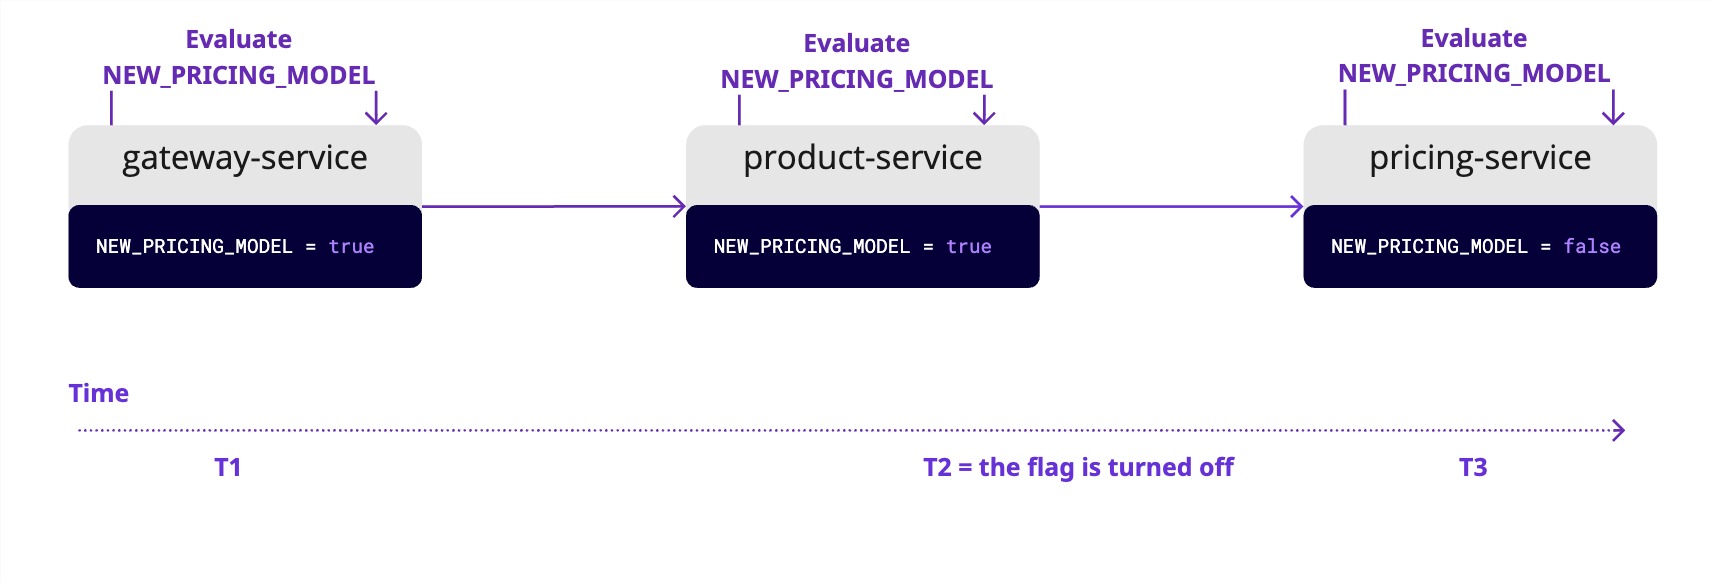 Evaluate
NEW_PRICING_MODEL
gateway-service
NEW_PRICING_MODEL = true
Evaluate
NEW_PRICING_MODEL
product-service
NEW_PRICING_MODEL = true
Evaluate
NEW_PRICING_MODEL
pricing-service
NEW_PRICING_MODEL = false
Time
T1
T2 = the flag is turned off
T3